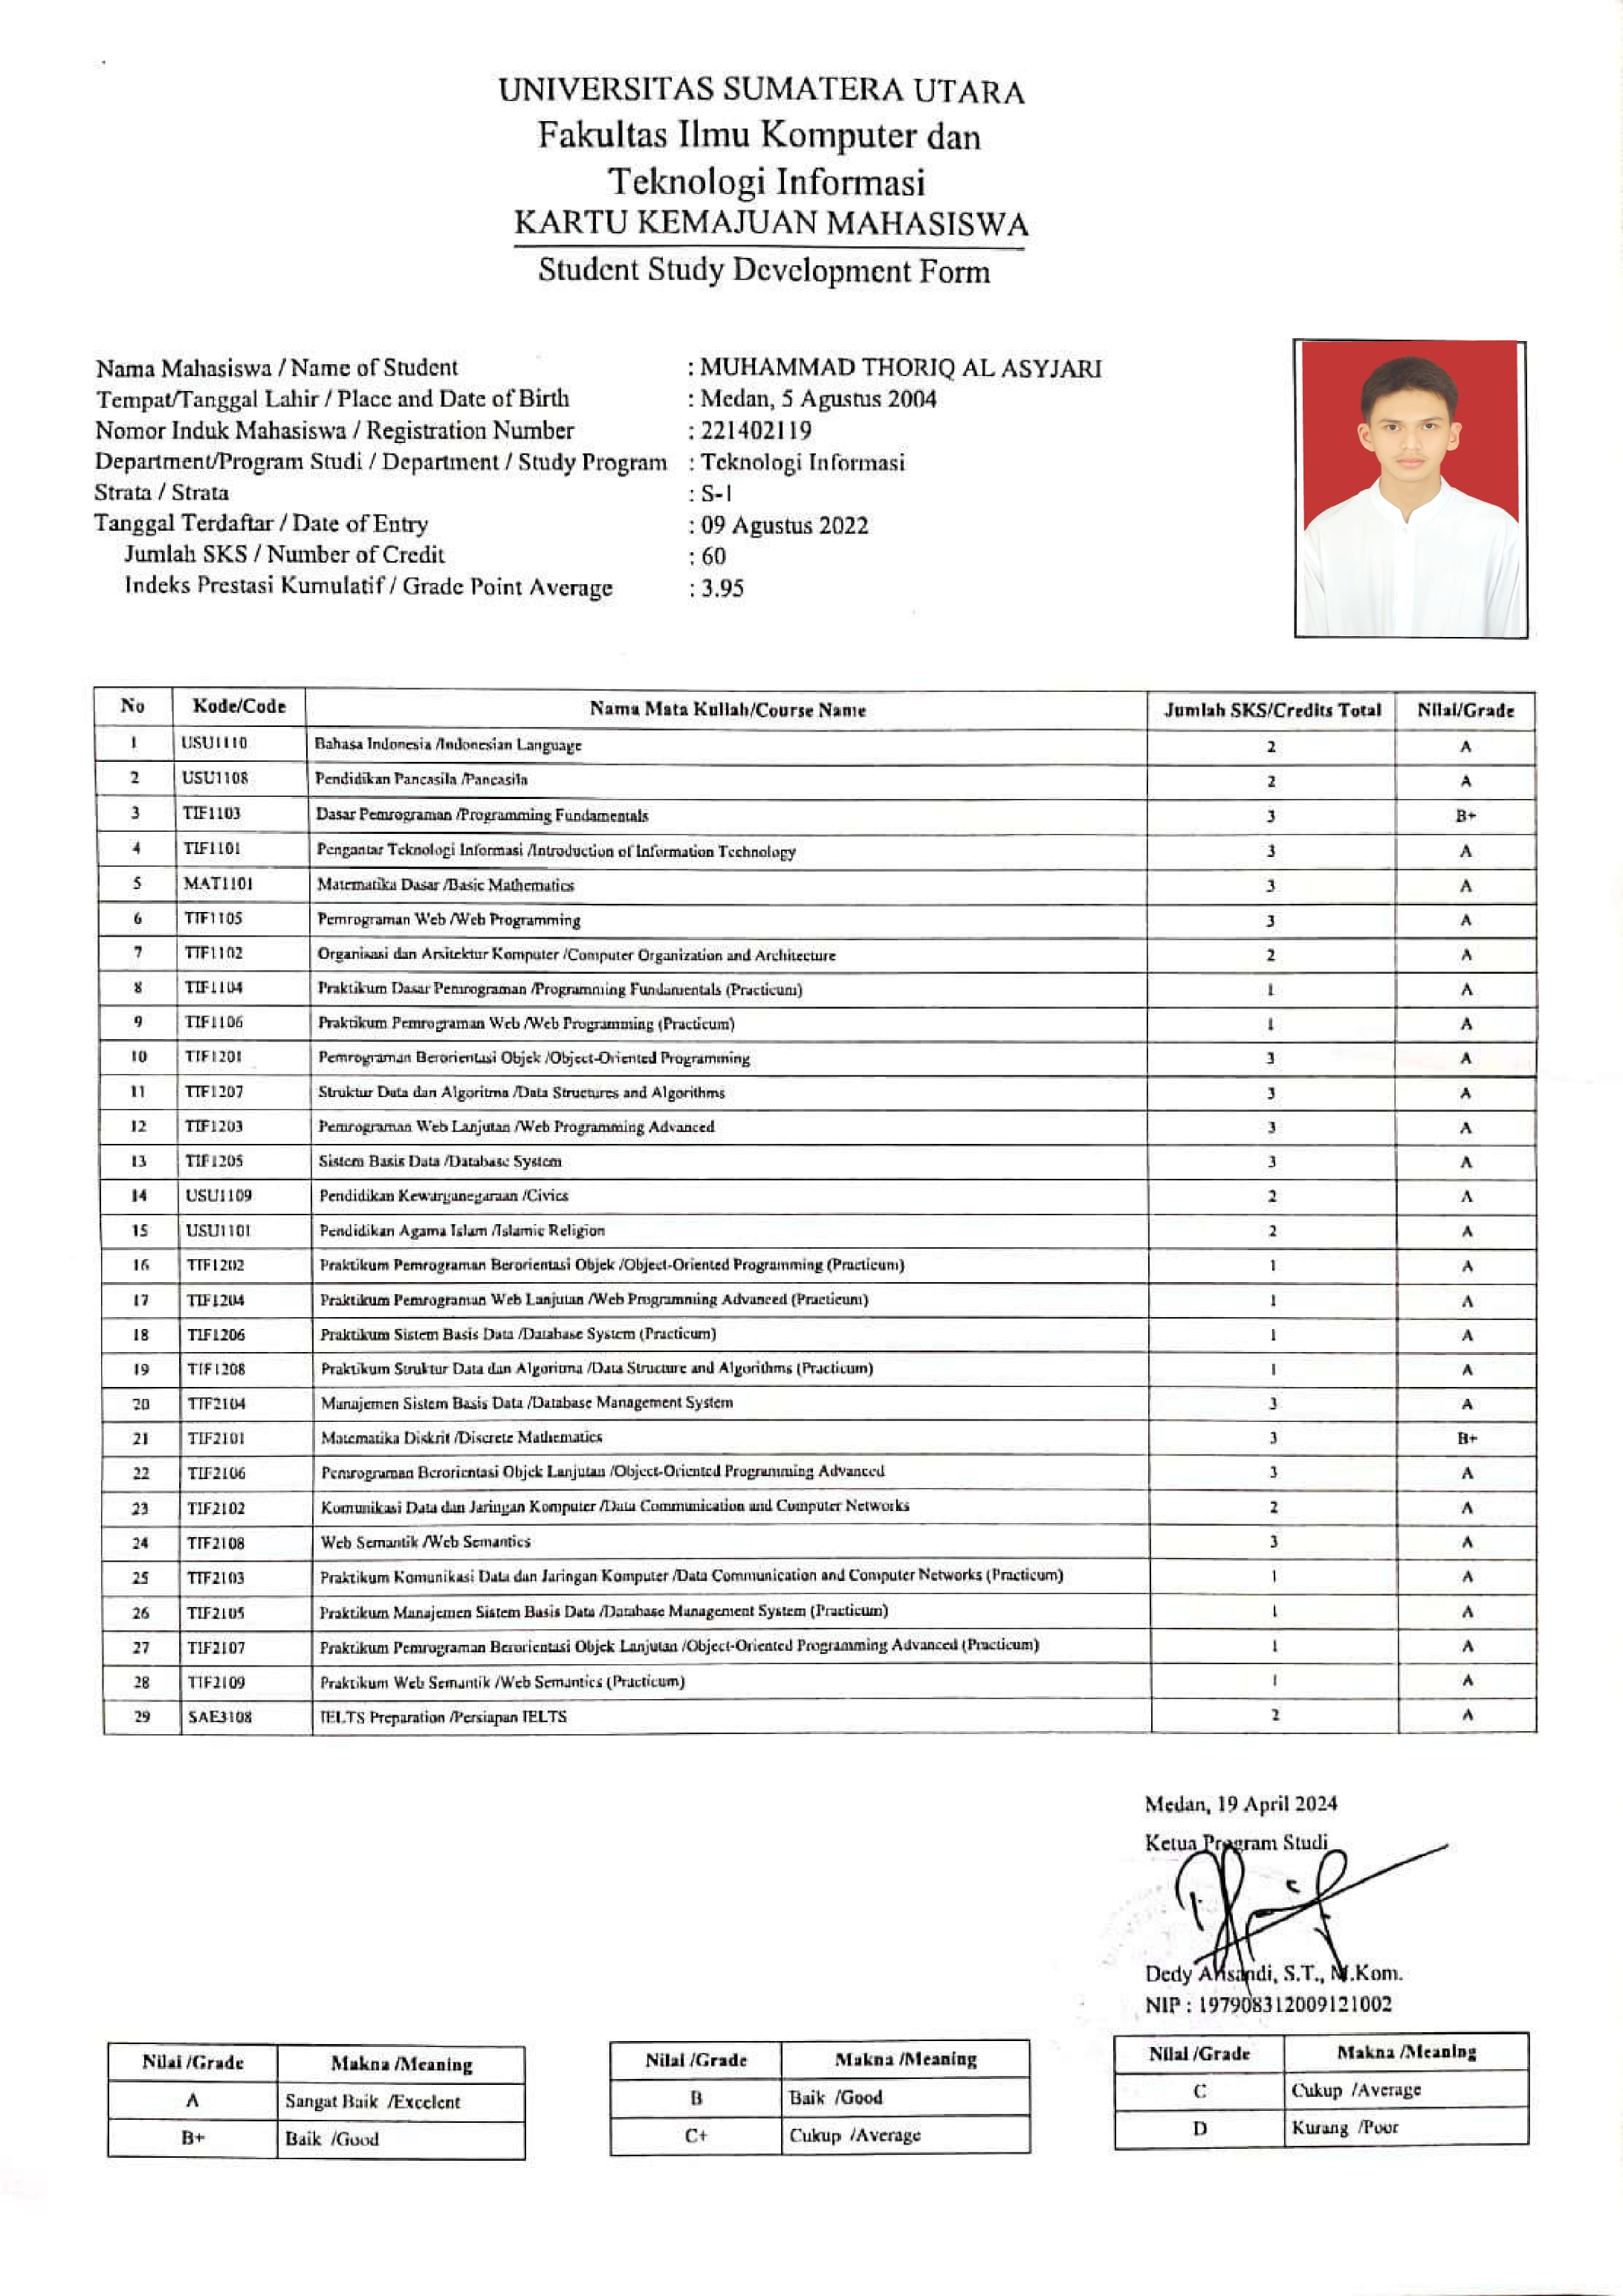 UNIVERSITAS SUMATERA UTARA
Fakultas Ilmu Komputer dan
Teknologi Informasi
KARTU KEMAJUAN MAHASISWA
Student Study Development Form
Nama Mahasiswa / Name of Student : MUHAMMAD THORIQ AL ASYJARI
Tempat/Tanggal Lahir / Place and Date of Birth : Medan, 5 Agustus 2004
Nomor Induk Mahasiswa / Registration Number : 221402119
Department/Program Studi / Department / Study Program : Teknologi Informasi
Strata / Strata : S-1
Tanggal Terdaftar / Date of Entry : 09 Agustus 2022
Jumlah SKS / Number of Credit : 60
Indeks Prestasi Kumulatif / Grade Point Average : 3.95
No Kode/Code Nama Mata Kuliah/Course Name Jumlah SKS/Credits Total Nilai/Grade
1 USU1110 Bahasa Indonesia /Indonesian Language 2 A
2 USU1108 Pendidikan Pancasila /Pancasila 2 A
3 TIF1103 Dasar Pemrograman /Programming Fundamentals 3 B+
4 TIF1101 Pengantar Teknologi Informasi /Introduction of Information Technology 3 A
5 MAT1101 Matematika Dasar /Basic Mathematics 3 A
6 TIF1105 Pemrograman Web /Web Programming 3 A
7 TIF1102 Organisasi dan Arsitektur Komputer /Computer Organization and Architecture 2 A
8 TIF1104 Praktikum Dasar Pemrograman /Programming Fundamentals (Practicum) 1 A
9 TIF1106 Praktikum Pemrograman Web /Web Programming (Practicum) 1 A
10 TIF1201 Pemrograman Berorientasi Objek /Object-Oriented Programming 3 A
11 TIF1207 Struktur Data dan Algoritma /Data Structures and Algorithms 3 A
12 TIF1203 Pemrograman Web Lanjutan /Web Programming Advanced 3 A
13 TIF1205 Sistem Basis Data /Database System 3 A
14 USU1109 Pendidikan Kewarganegaraan /Civics 2 A
15 USU1101 Pendidikan Agama Islam /Islamic Religion 2 A
16 TIF1202 Praktikum Pemrograman Berorientasi Objek /Object-Oriented Programming (Practicum) 1 A
17 TIF1204 Praktikum Pemrograman Web Lanjutan /Web Programming Advanced (Practicum) 1 A
18 TIF1206 Praktikum Sistem Basis Data /Database System (Practicum) 1 A
19 TIF1208 Praktikum Struktur Data dan Algoritma /Data Structure and Algorithms (Practicum) 1 A
20 TIF2104 Manajemen Sistem Basis Data /Database Management System 3 A
21 TIF2101 Matematika Diskrit /Discrete Mathematics 3 B+
22 TIF2106 Pemrograman Berorientasi Objek Lanjutan /Object-Oriented Programming Advanced 3 A
23 TIF2102 Komunikasi Data dan Jaringan Komputer /Data Communication and Computer Networks 2 A
24 TIF2108 Web Semantik /Web Semantics 3 A
25 TIF2103 Praktikum Komunikasi Data dan Jaringan Komputer /Data Communication and Computer Networks (Practicum) 1 A
26 TIF2105 Praktikum Manajemen Sistem Basis Data /Database Management System (Practicum) 1 A
27 TIF2107 Praktikum Pemrograman Berorientasi Objek Lanjutan /Object-Oriented Programming Advanced (Practicum) 1 A
28 TIF2109 Praktikum Web Semantik /Web Semantics (Practicum) 1 A
29 SAE3108 IELTS Preparation /Persiapan IELTS 2 A
Medan, 19 April 2024
Ketua Program Studi
Dedy Arisandi, S.T., M.Kom.
NIP : 197908312009121002
Nilai /Grade Makna /Meaning
A Sangat Baik /Excelent
B+ Baik /Good
Nilai /Grade Makna /Meaning
B Baik /Good
C+ Cukup /Average
Nilai /Grade Makna /Meaning
C Cukup /Average
D Kurang /Poor